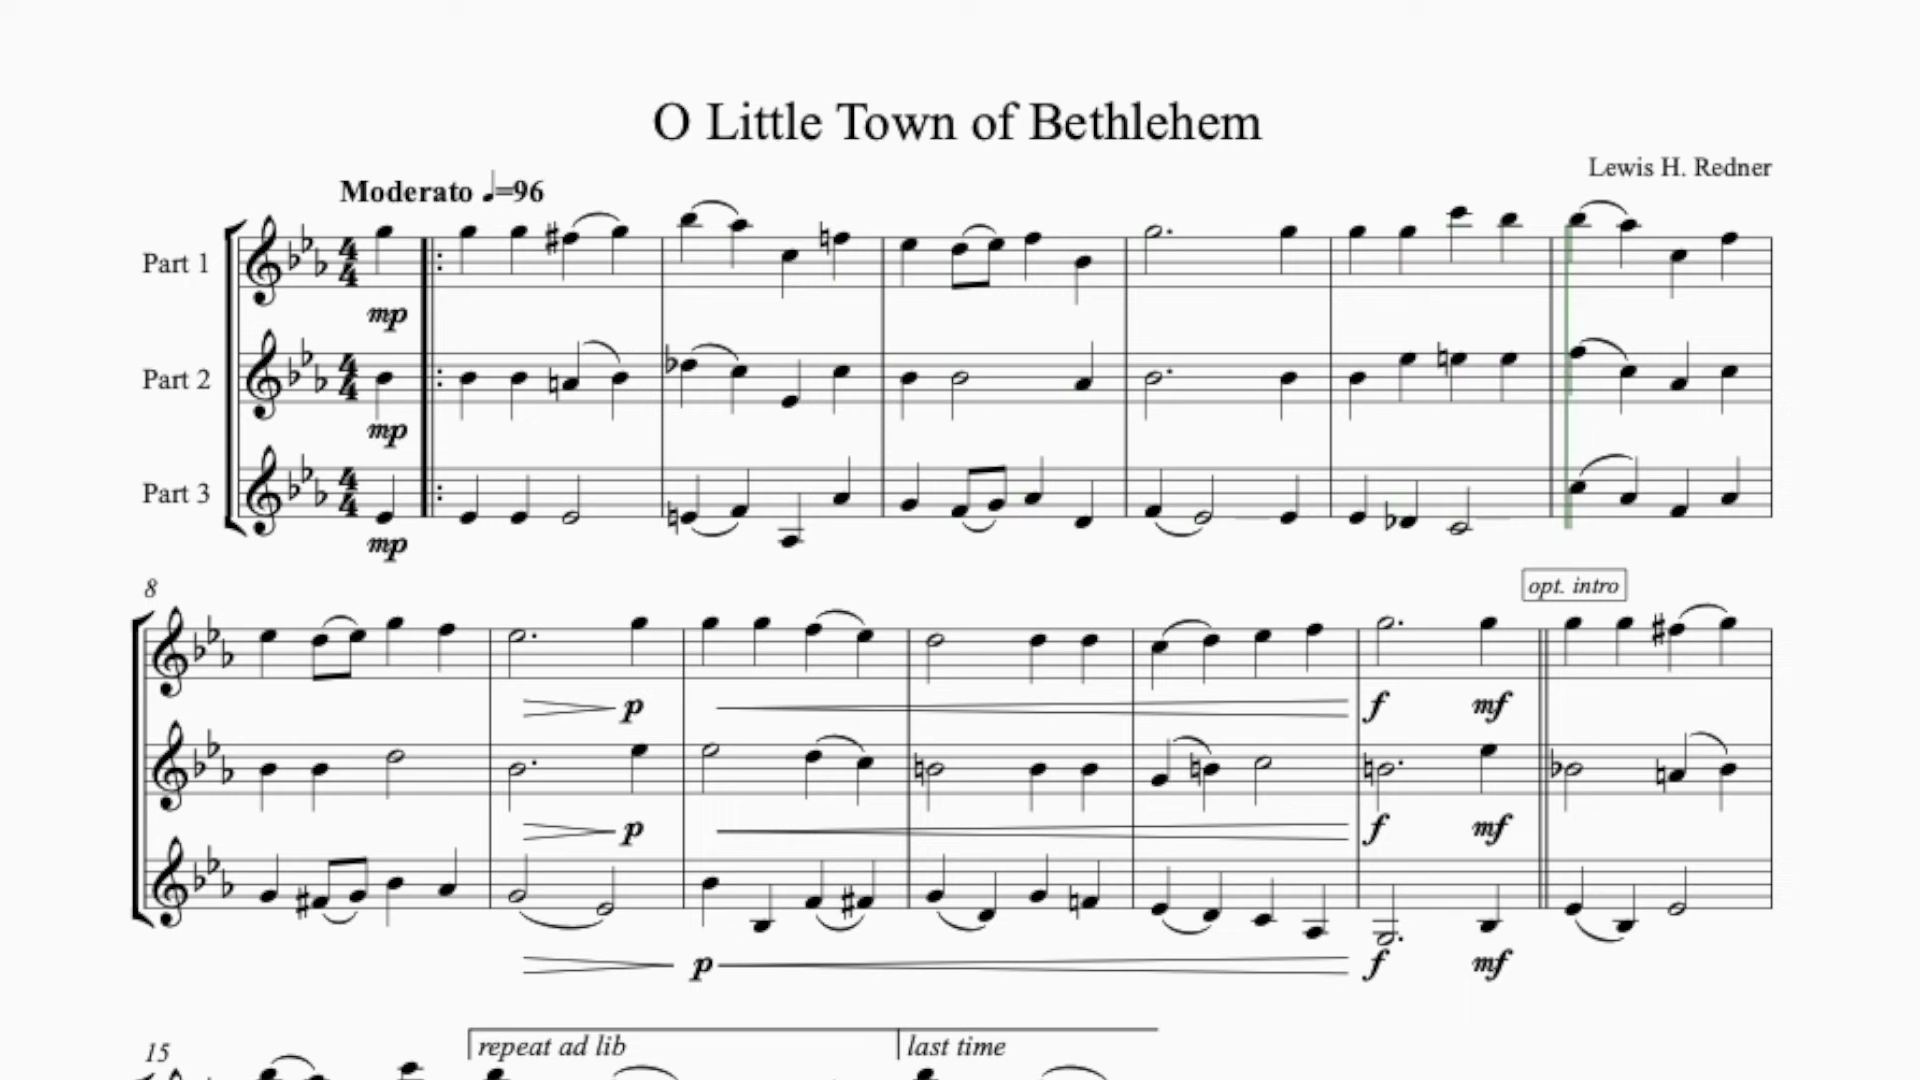 O Little Town of Bethlehem
Lewis H. Redner
Moderato ♩=96
Part 1
mp
Part 2
mp
Part 3
mp
8
opt. intro
p f mf
p f mf
p f mf
15
repeat ad lib
last time